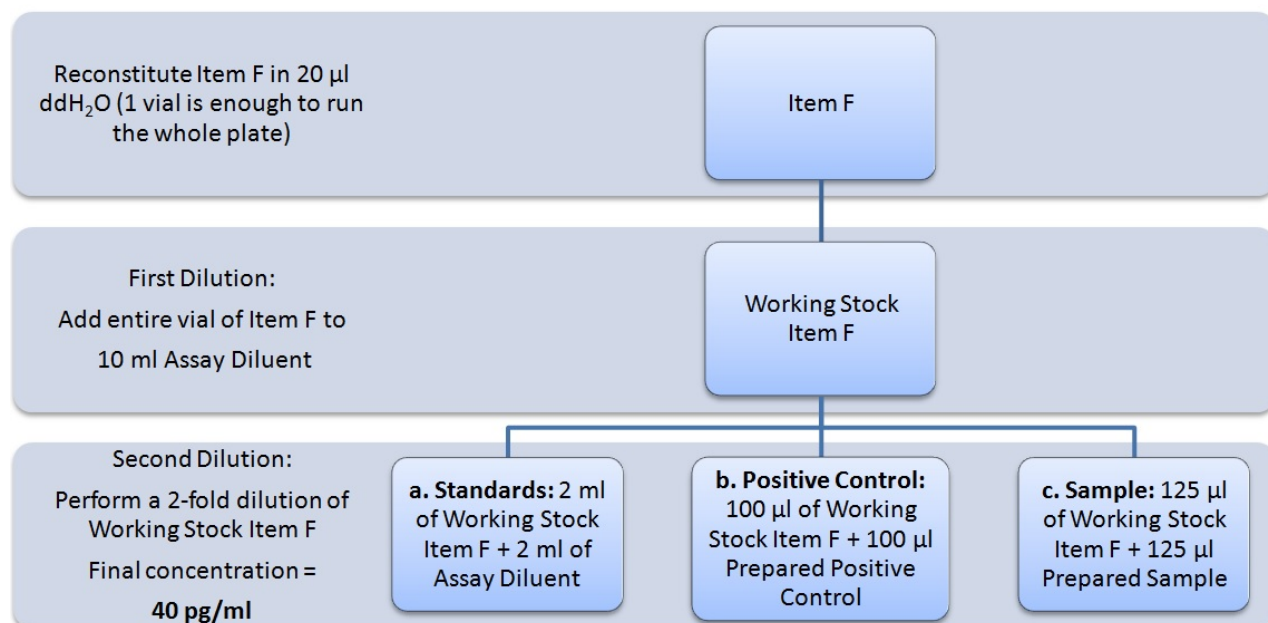 Reconstitute Item F in 20 µl
ddH₂O (1 vial is enough to run
the whole plate)
Item F
First Dilution:
Add entire vial of Item F to
10 ml Assay Diluent
Working Stock
Item F
Second Dilution:
Perform a 2-fold dilution of
Working Stock Item F
Final concentration =
40 pg/ml
a. Standards: 2 ml
of Working Stock
Item F + 2 ml of
Assay Diluent
b. Positive Control:
100 µl of Working
Stock Item F + 100 µl
Prepared Positive
Control
c. Sample: 125 µl
of Working Stock
Item F + 125 µl
Prepared Sample